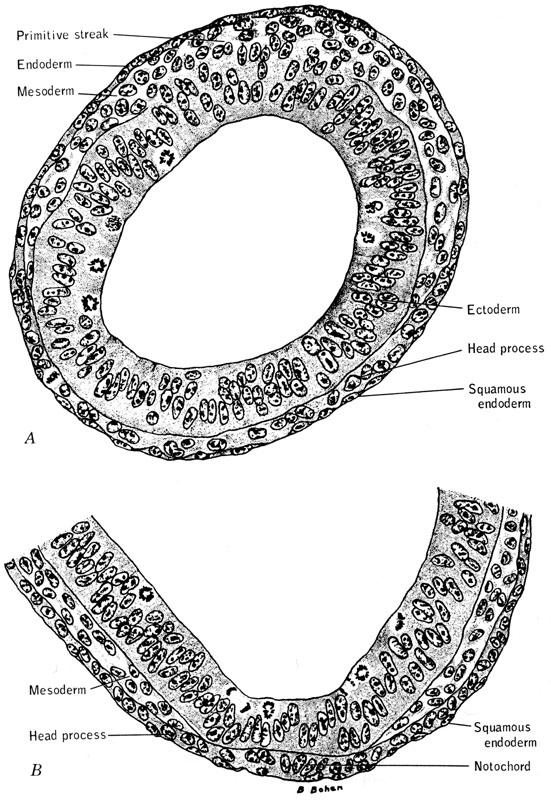 Primitive streak
Endoderm
Mesoderm
Ectoderm
Head process
Squamous
endoderm
A
Mesoderm
Head process
Squamous
endoderm
Notochord
B
B Bohen